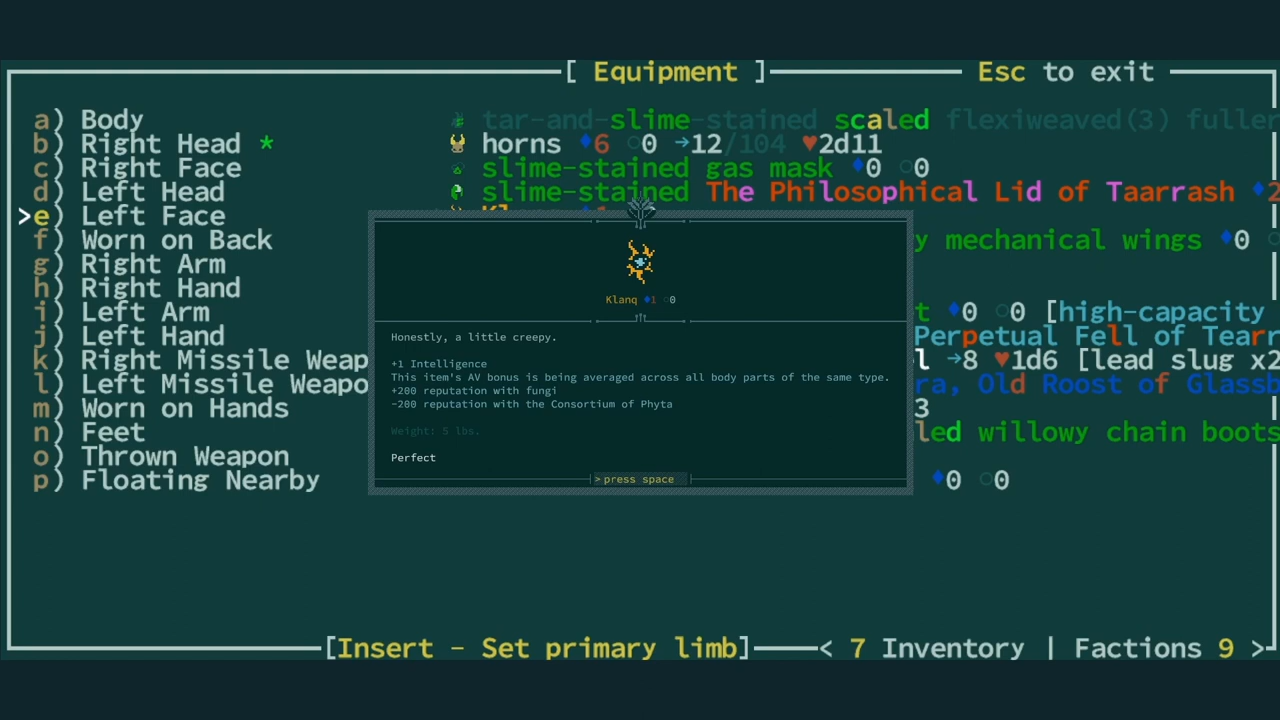 [ Equipment ] Esc to exit
a) Body tar-and-slime-stained scaled flexiweaved(3) fuller
b) Right Head * horns ♦6 ○0 →12/104 ♥2d11
c) Right Face slime-stained gas mask ♦0 ○0
d) Left Head slime-stained The Philosophical Lid of Taarrash ♦2
>e) Left Face Klanq ♦1
f) Worn on Back y mechanical wings ♦0 ○
g) Right Arm
h) Right Hand
i) Left Arm t ♦0 ○0 [high-capacity
j) Left Hand Perpetual Fell of Tearr
k) Right Missile Weap l →8 ♥1d6 [lead slug x2
l) Left Missile Weapo ra, Old Roost of Glassb
m) Worn on Hands 3
n) Feet led willowy chain boots
o) Thrown Weapon
p) Floating Nearby ♦0 ○0
Klanq ♦1 ○0
Honestly, a little creepy.
+1 Intelligence
This item's AV bonus is being averaged across all body parts of the same type.
+200 reputation with fungi
-200 reputation with the Consortium of Phyta
Weight: 5 lbs.
Perfect
>press space
[Insert - Set primary limb] < 7 Inventory | Factions 9 >